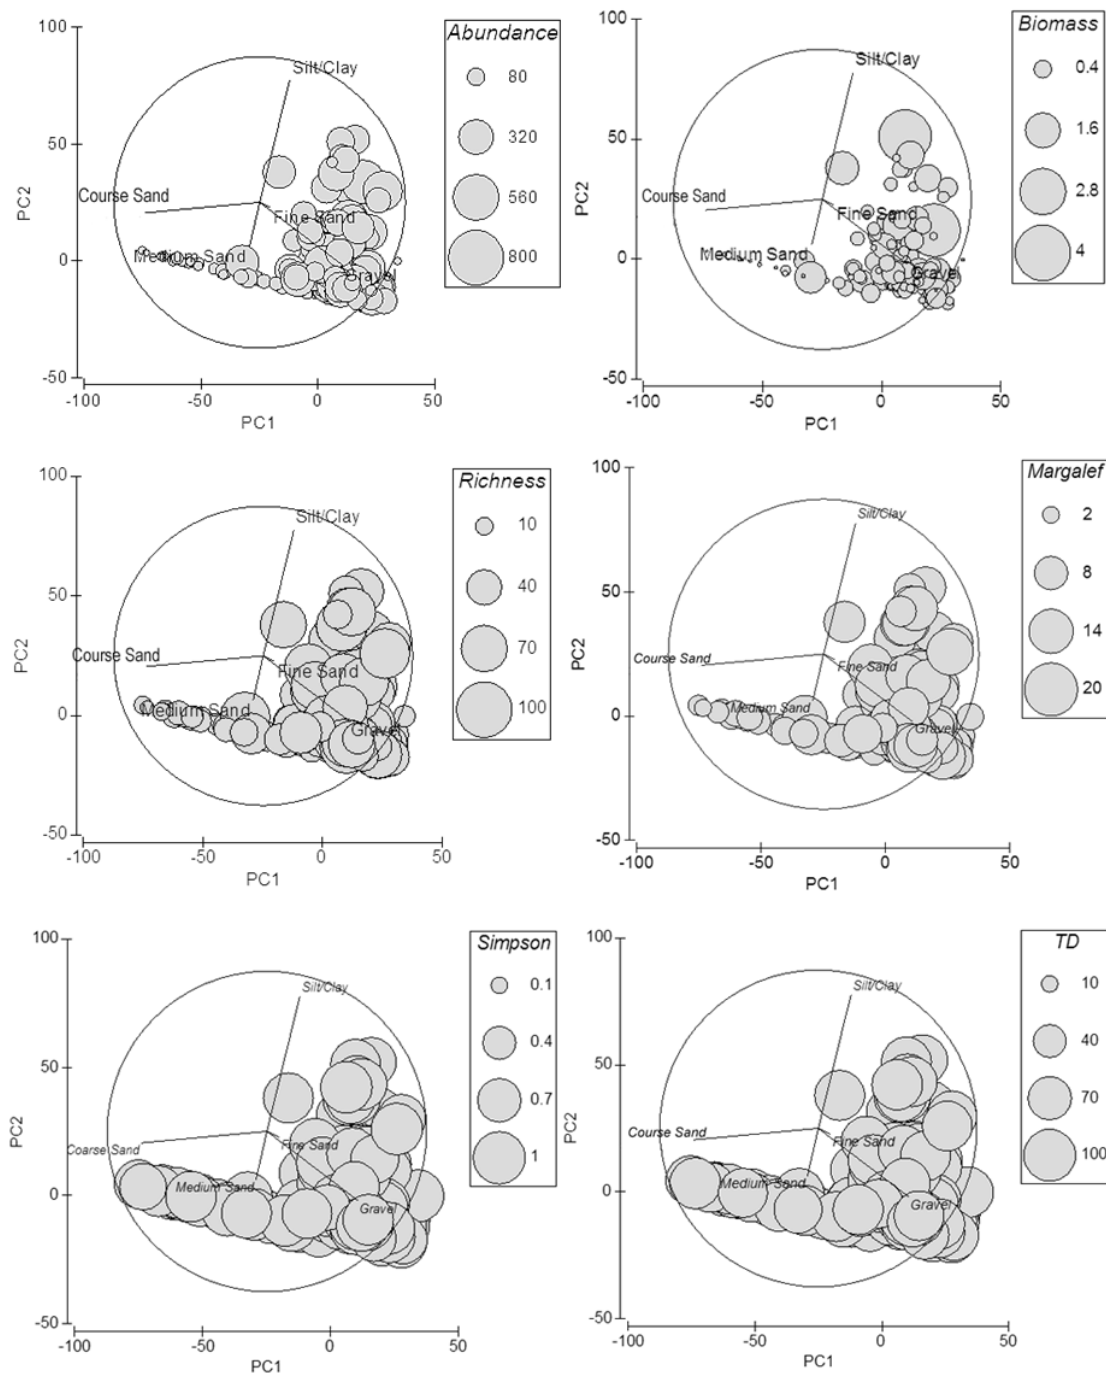 100
50
0
-50
PC2
-100
-50
0
50
PC1
Silt/Clay
Course Sand
Fine Sand
Medium Sand
Gravel
Abundance
80
320
560
800
100
50
0
-50
PC2
-100
-50
0
50
PC1
Silt/Clay
Course Sand
Fine Sand
Medium Sand
Gravel
Biomass
0.4
1.6
2.8
4
100
50
0
-50
PC2
-100
-50
0
50
PC1
Silt/Clay
Course Sand
Fine Sand
Medium Sand
Gravel
Richness
10
40
70
100
100
50
0
-50
PC2
-100
-50
0
50
PC1
Silt/Clay
Course Sand
Fine Sand
Medium Sand
Gravel
Margalef
2
8
14
20
100
50
0
-50
PC2
-100
-50
0
50
PC1
Silt/Clay
Coarse Sand
Fine Sand
Medium Sand
Gravel
Simpson
0.1
0.4
0.7
1
100
50
0
-50
PC2
-100
-50
0
50
PC1
Silt/Clay
Course Sand
Fine Sand
Medium Sand
Gravel
TD
10
40
70
100